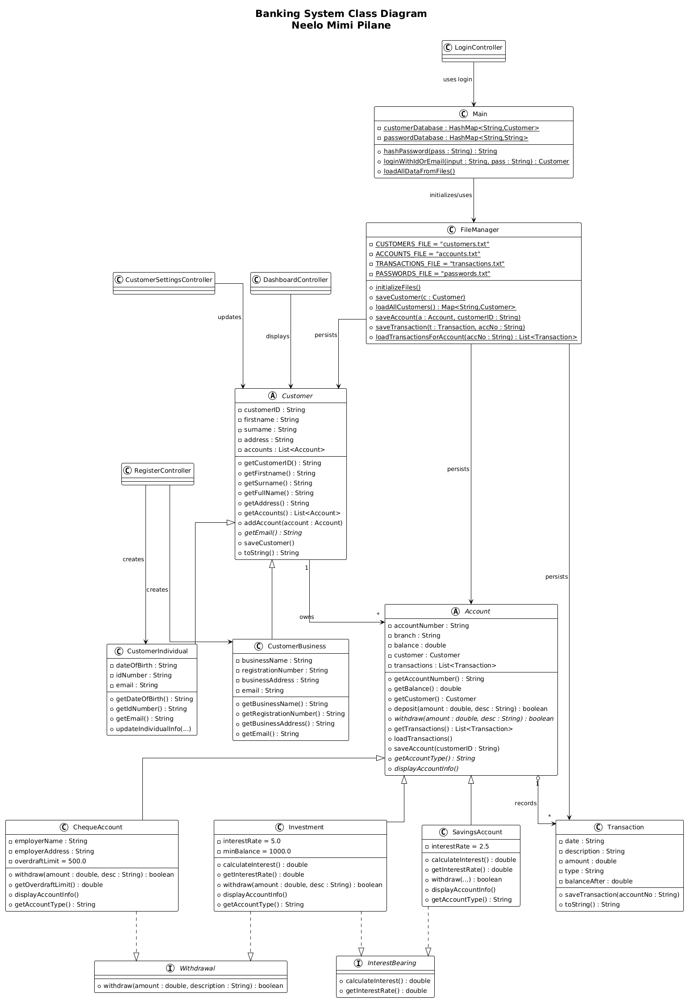 Banking System Class Diagram
Neelo Mimi Pilane
C LoginController
uses login
C Main
customerDatabase : HashMap<String,Customer>
passwordDatabase : HashMap<String,String>
hashPassword(pass : String) : String
loginWithIdOrEmail(input : String, pass : String) : Customer
loadAllDataFromFiles()
initializes/uses
C FileManager
CUSTOMERS_FILE = "customers.txt"
ACCOUNTS_FILE = "accounts.txt"
TRANSACTIONS_FILE = "transactions.txt"
PASSWORDS_FILE = "passwords.txt"
initializeFiles()
saveCustomer(c : Customer)
loadAllCustomers() : Map<String,Customer>
saveAccount(a : Account, customerID : String)
saveTransaction(t : Transaction, accNo : String)
loadTransactionsForAccount(accNo : String) : List<Transaction>
C CustomerSettingsController
C DashboardController
updates
displays
persists
A Customer
customerID : String
firstname : String
surname : String
address : String
accounts : List<Account>
getCustomerID() : String
getFirstname() : String
getSurname() : String
getFullName() : String
getAddress() : String
getAccounts() : List<Account>
addAccount(account : Account)
getEmail() : String
saveCustomer()
toString() : String
C RegisterController
creates
creates
persists
persists
1
owns
*
C CustomerIndividual
dateOfBirth : String
idNumber : String
email : String
getDateOfBirth() : String
getIdNumber() : String
getEmail() : String
updateIndividualInfo(...)
C CustomerBusiness
businessName : String
registrationNumber : String
businessAddress : String
email : String
getBusinessName() : String
getRegistrationNumber() : String
getBusinessAddress() : String
getEmail() : String
A Account
accountNumber : String
branch : String
balance : double
customer : Customer
transactions : List<Transaction>
getAccountNumber() : String
getBalance() : double
getCustomer() : Customer
deposit(amount : double, desc : String) : boolean
withdraw(amount : double, desc : String) : boolean
getTransactions() : List<Transaction>
loadTransactions()
saveAccount(customerID : String)
getAccountType() : String
displayAccountInfo()
1
records
*
C ChequeAccount
employerName : String
employerAddress : String
overdraftLimit = 500.0
withdraw(amount : double, desc : String) : boolean
getOverdraftLimit() : double
displayAccountInfo()
getAccountType() : String
C Investment
interestRate = 5.0
minBalance = 1000.0
calculateInterest() : double
getInterestRate() : double
withdraw(amount : double, desc : String) : boolean
displayAccountInfo()
getAccountType() : String
C SavingsAccount
interestRate = 2.5
calculateInterest() : double
getInterestRate() : double
withdraw(...) : boolean
displayAccountInfo()
getAccountType() : String
C Transaction
date : String
description : String
amount : double
type : String
balanceAfter : double
saveTransaction(accountNo : String)
toString() : String
I Withdrawal
withdraw(amount : double, description : String) : boolean
I InterestBearing
calculateInterest() : double
getInterestRate() : double